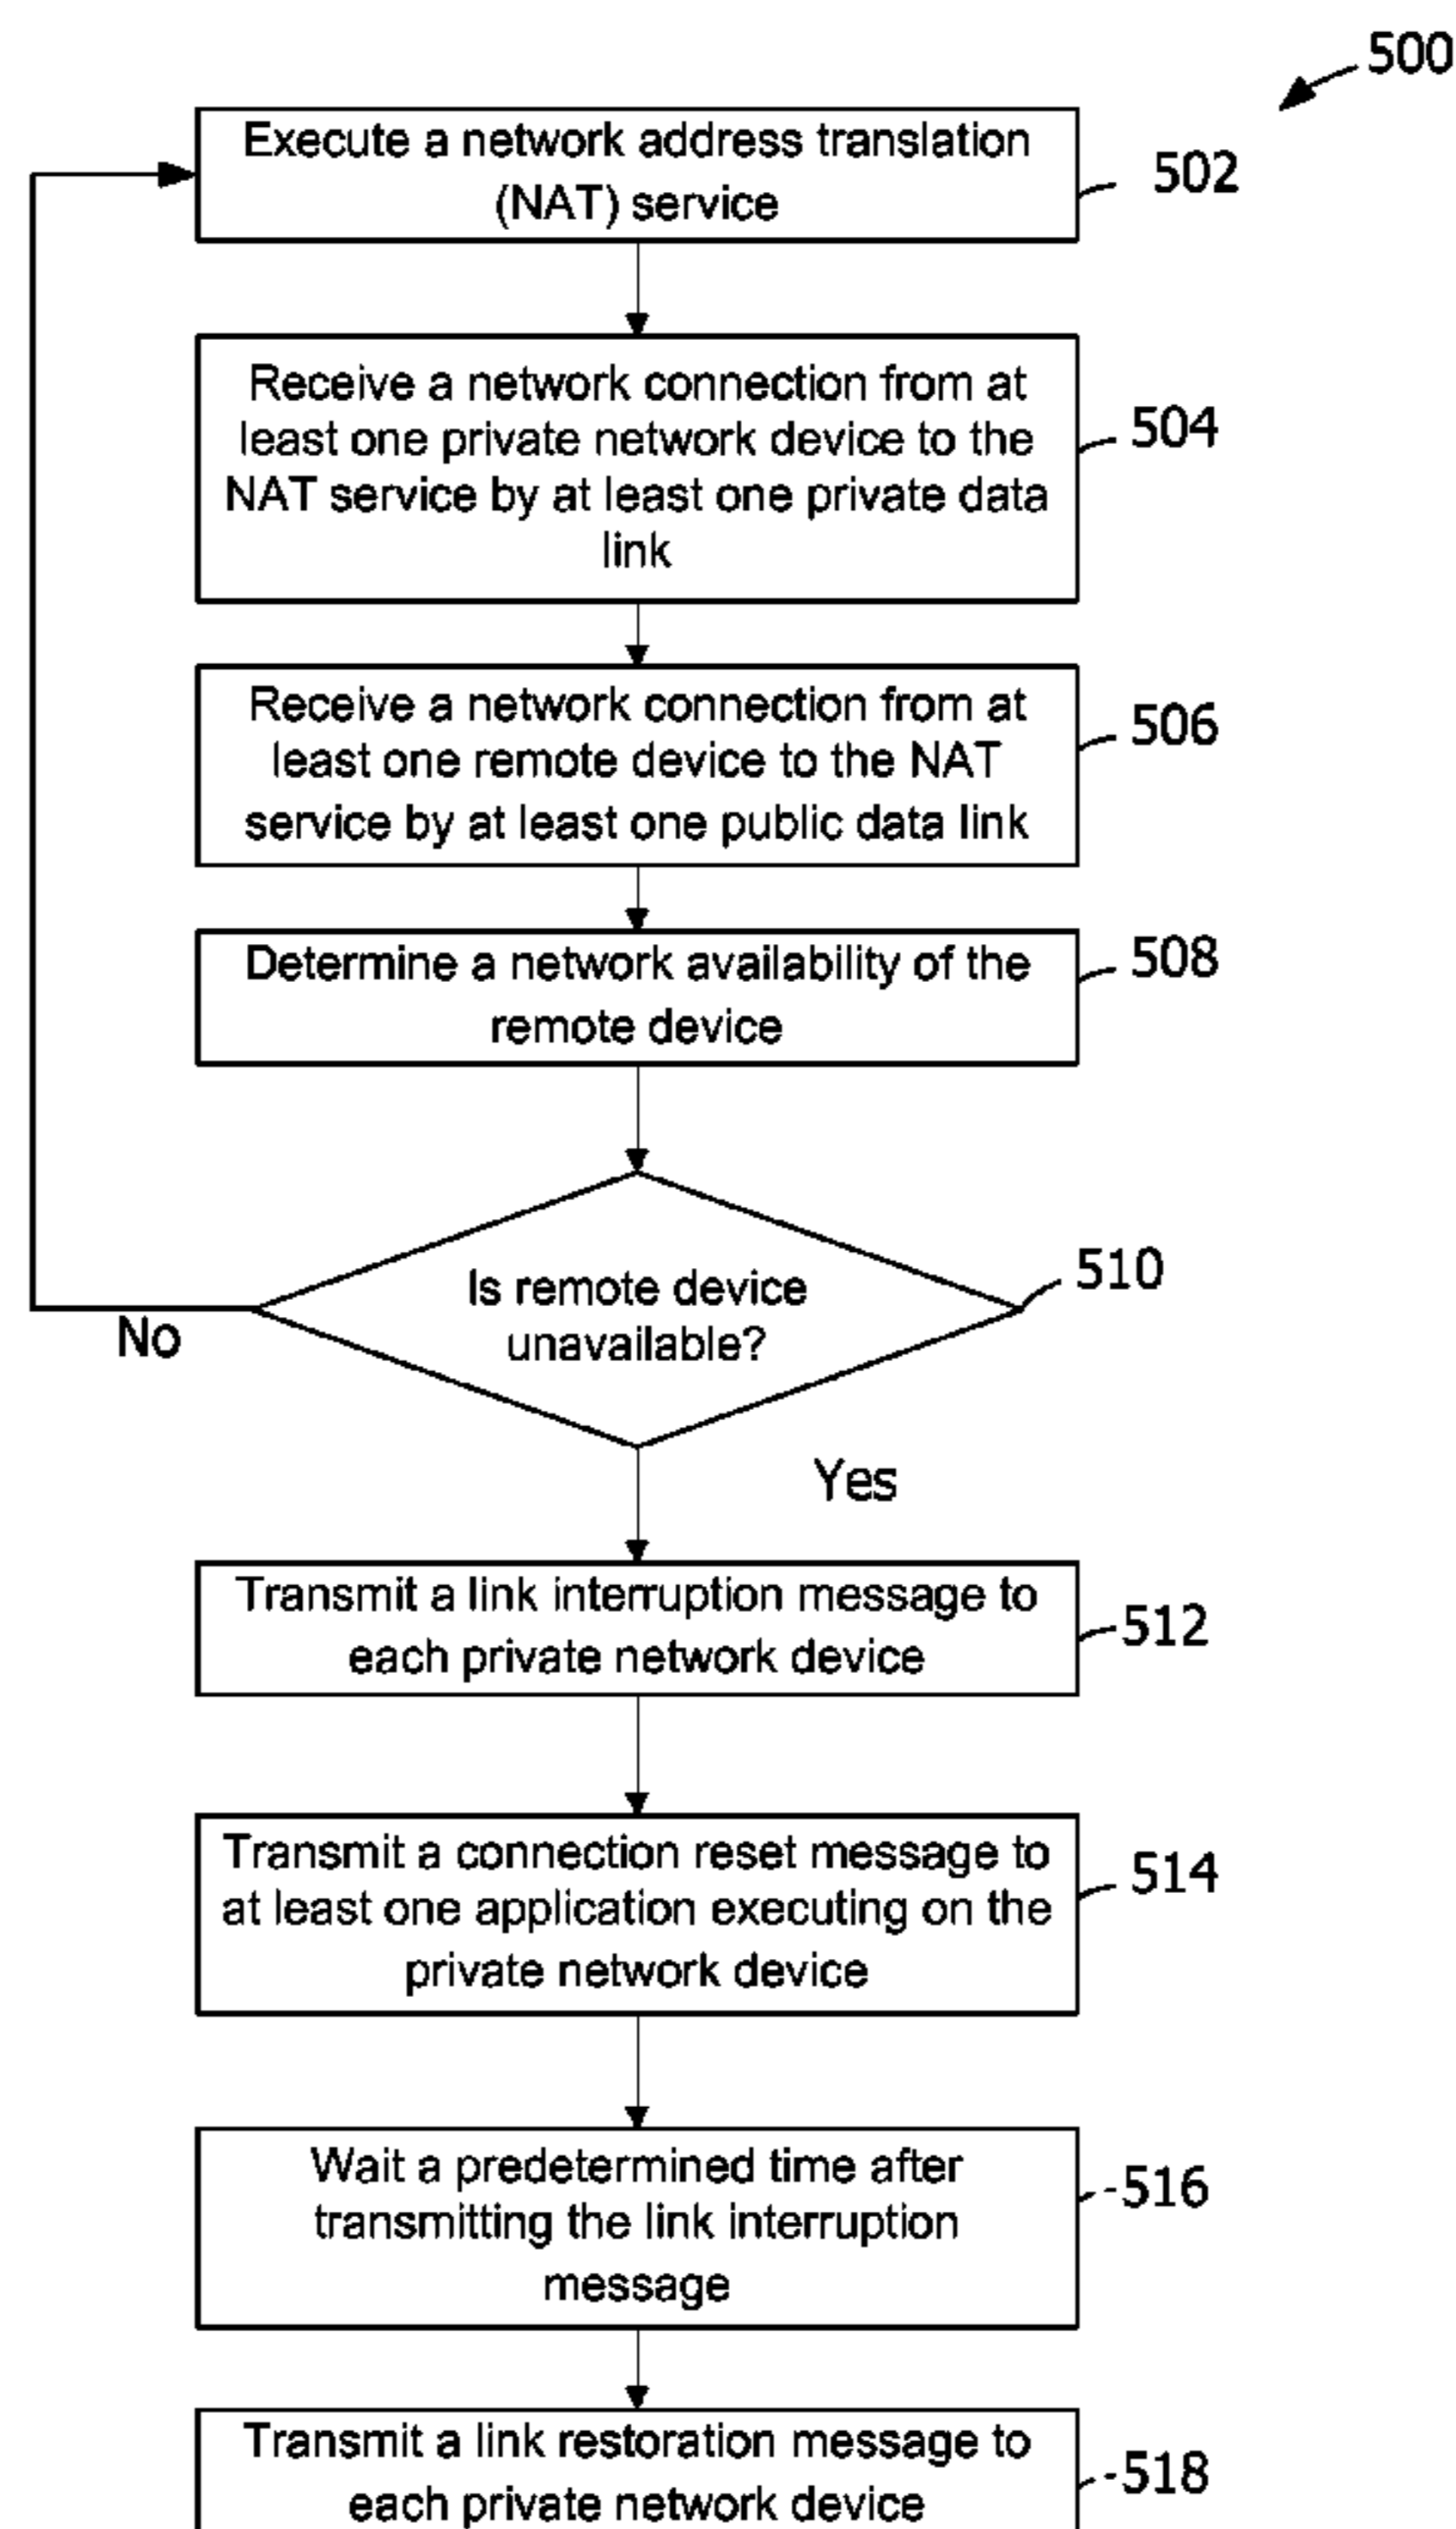 500
Execute a network address translation
(NAT) service
502
Receive a network connection from at
least one private network device to the
NAT service by at least one private data
link
504
Receive a network connection from at
least one remote device to the NAT
service by at least one public data link
506
Determine a network availability of the
remote device
508
Is remote device
unavailable?
510
No
Yes
Transmit a link interruption message to
each private network device
512
Transmit a connection reset message to
at least one application executing on the
private network device
514
Wait a predetermined time after
transmitting the link interruption
message
516
Transmit a link restoration message to
each private network device
518